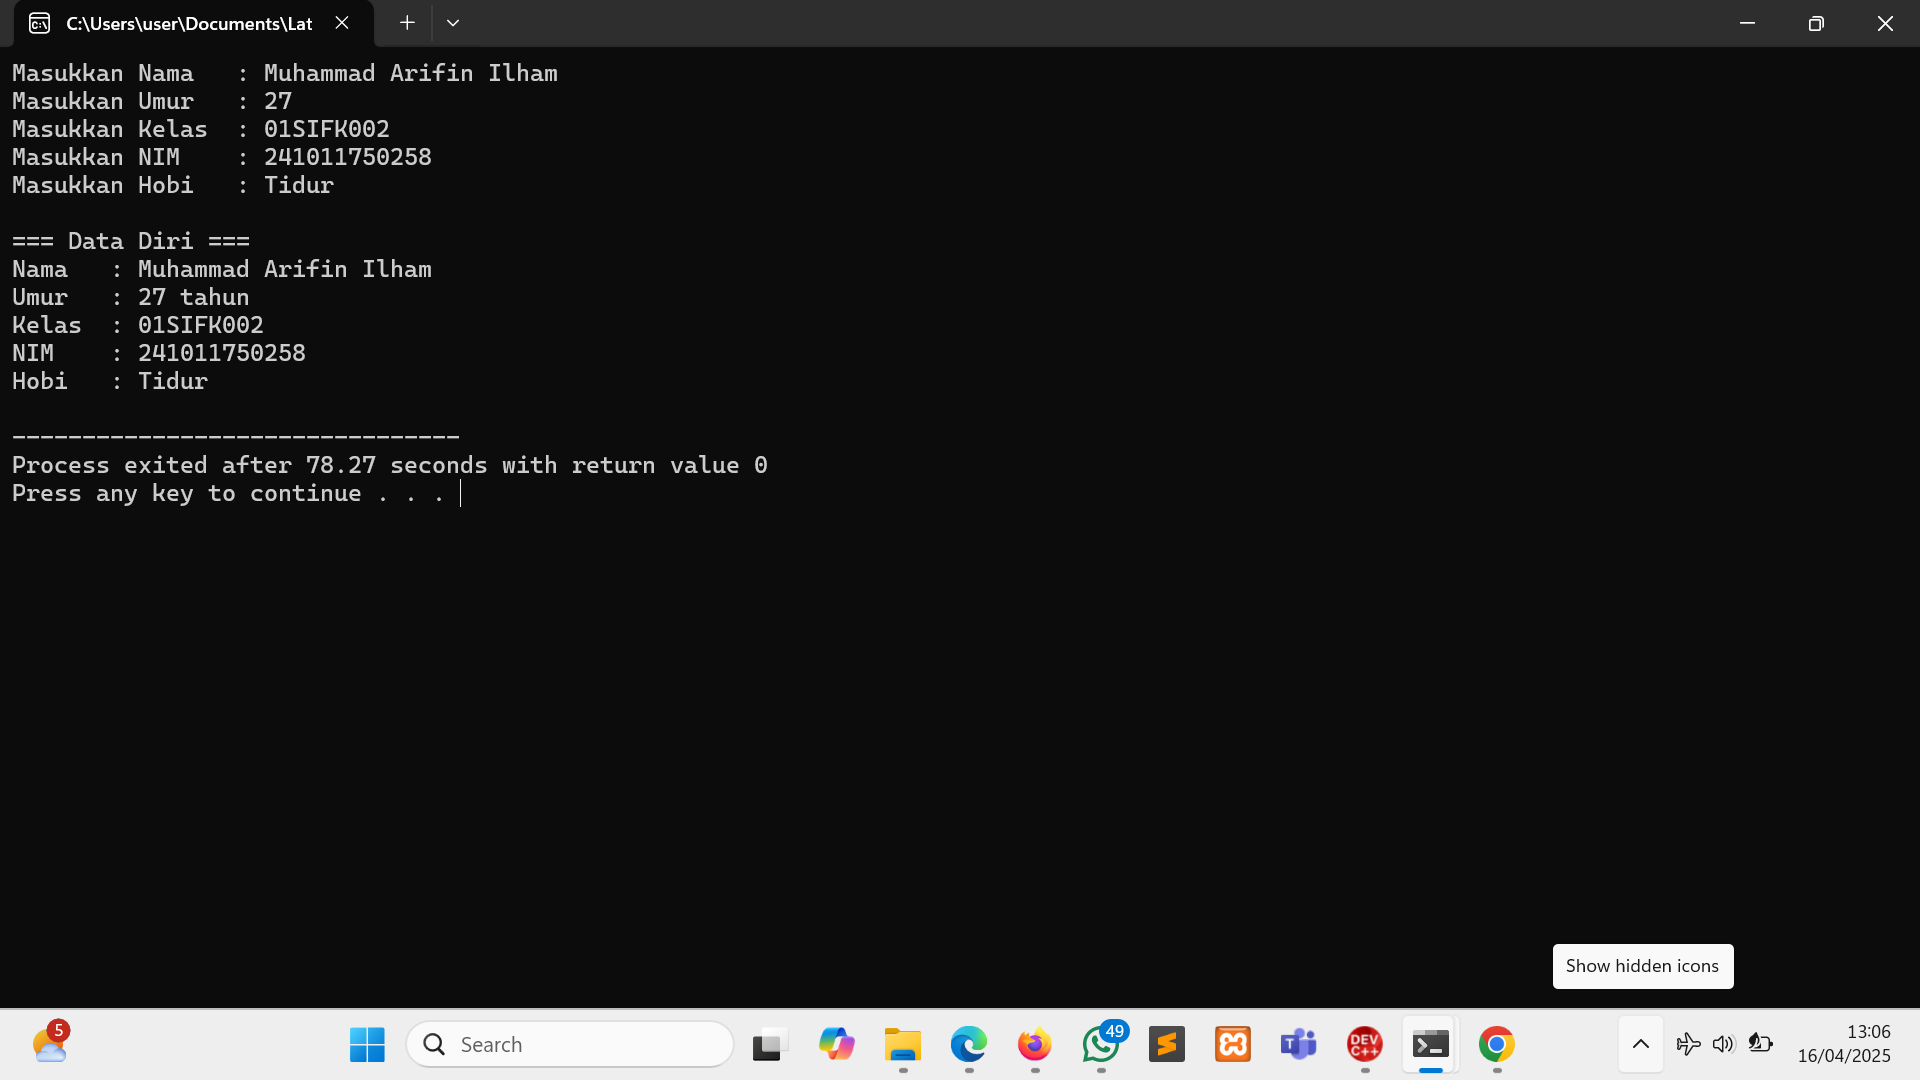 C:\Users\user\Documents\Lat
Masukkan Nama   : Muhammad Arifin Ilham
Masukkan Umur   : 27
Masukkan Kelas  : 01SIFK002
Masukkan NIM    : 241011750258
Masukkan Hobi   : Tidur
=== Data Diri ===
Nama   : Muhammad Arifin Ilham
Umur   : 27 tahun
Kelas  : 01SIFK002
NIM    : 241011750258
Hobi   : Tidur
--------------------------------
Process exited after 78.27 seconds with return value 0
Press any key to continue . . .
Show hidden icons
5
Search
49
DEV
C++
13:06
16/04/2025